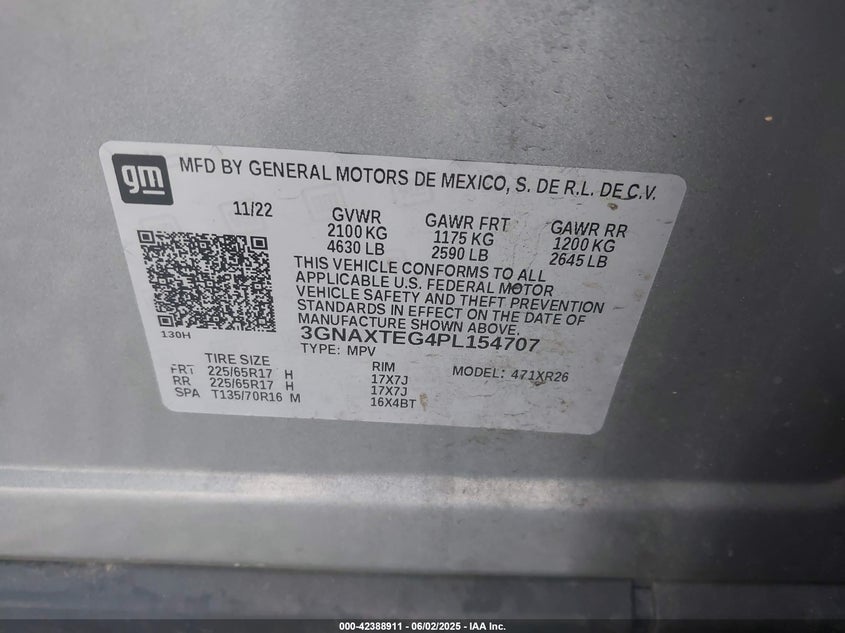 gm
MFD BY GENERAL MOTORS DE MEXICO, S. DE R.L. DE C.V.
11/22
GVWR GAWR FRT GAWR RR
2100 KG 1175 KG 1200 KG
4630 LB 2590 LB 2645 LB
THIS VEHICLE CONFORMS TO ALL
APPLICABLE U.S. FEDERAL MOTOR
VEHICLE SAFETY AND THEFT PREVENTION
STANDARDS IN EFFECT ON THE DATE OF
MANUFACTURE SHOWN ABOVE.
130H
3GNAXTEG4PL154707
TYPE: MPV
TIRE SIZE RIM MODEL: 471XR26
FRT 225/65R17 H 17X7J
RR 225/65R17 H 17X7J
SPA T135/70R16 M 16X4BT
000-42388911 - 06/02/2025 - IAA Inc.